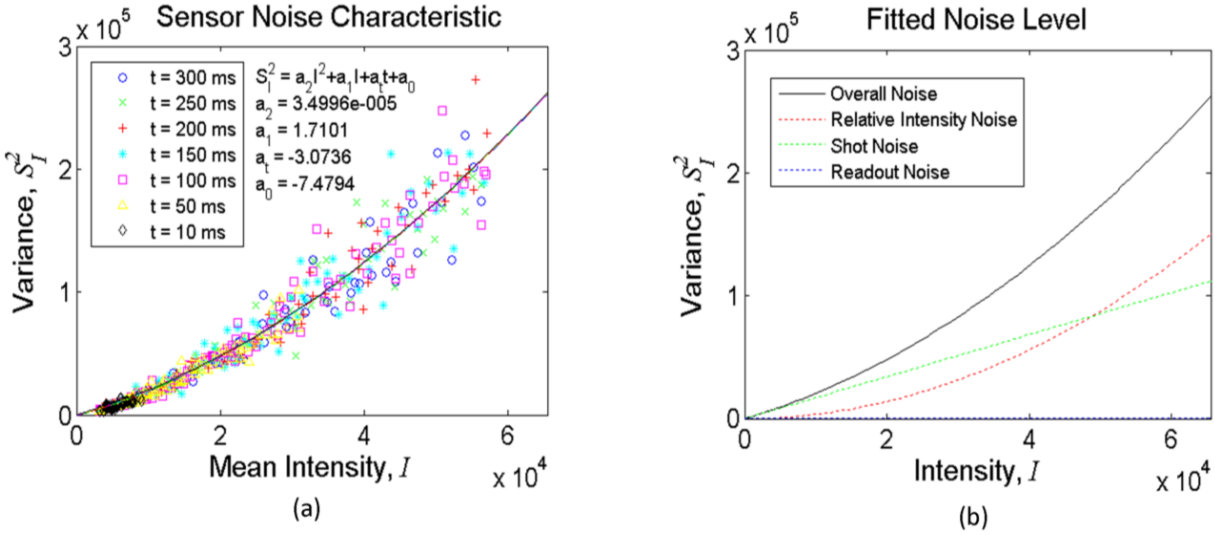 Sensor Noise Characteristic
x 10^5
3
2
1
0
Variance, S_I^2
t = 300 ms
t = 250 ms
t = 200 ms
t = 150 ms
t = 100 ms
t = 50 ms
t = 10 ms
S_I^2 = a_2I^2+a_1I+a_tt+a_0
a_2 = 3.4996e-005
a_1 = 1.7101
a_t = -3.0736
a_0 = -7.4794
0 2 4 6
x 10^4
Mean Intensity, I
(a)
Fitted Noise Level
x 10^5
3
2
1
0
Variance, S_I^2
Overall Noise
Relative Intensity Noise
Shot Noise
Readout Noise
0 2 4 6
x 10^4
Intensity, I
(b)